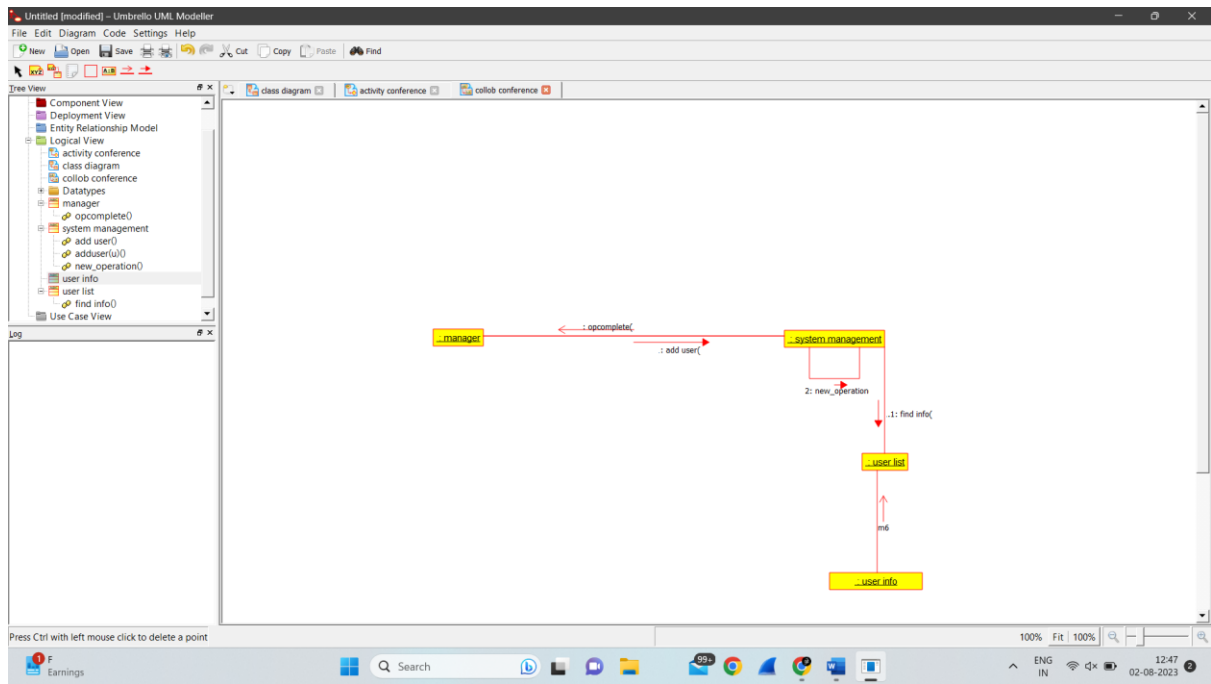 Untitled [modified] – Umbrello UML Modeller
File Edit Diagram Code Settings Help
New Open Save Cut Copy Paste Find
XYZ A:B
Tree View
class diagram activity conference collob conference
Component View
Deployment View
Entity Relationship Model
Logical View
activity conference
class diagram
collob conference
Datatypes
manager
opcomplete()
system management
add user()
adduser(u)()
new_operation()
user info
user list
find info()
Use Case View
Log
: opcomplete(
: manager
.: add user(
: system management
2: new_operation
.1: find info(
: user list
m6
: user info
Press Ctrl with left mouse click to delete a point
100% Fit 100%
1 F
Earnings
Search
99+
ENG
IN
12:47
02-08-2023
2